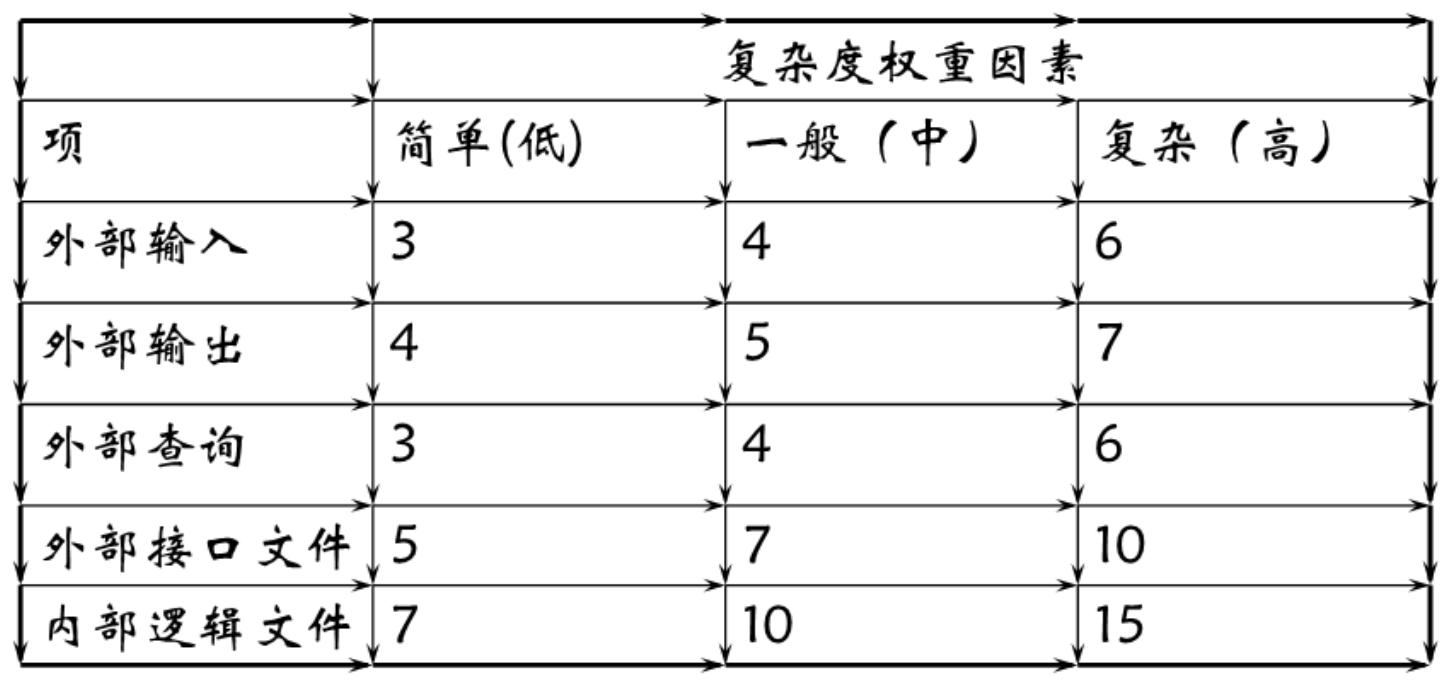 复杂度权重因素
项 简单(低) 一般（中） 复杂（高）
外部输入 3 4 6
外部输出 4 5 7
外部查询 3 4 6
外部接口文件 5 7 10
内部逻辑文件 7 10 15